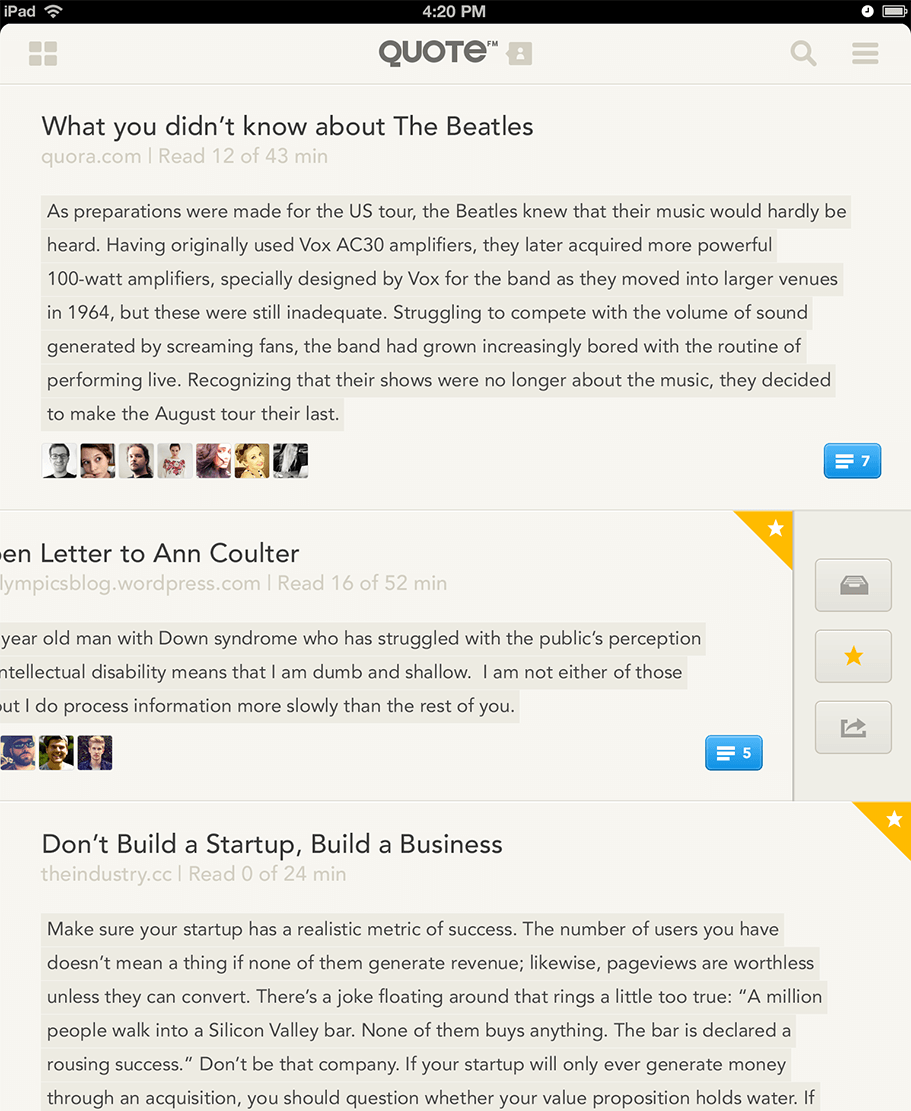 iPad 4:20 PM
QUOTE FM
What you didn’t know about The Beatles
quora.com | Read 12 of 43 min
As preparations were made for the US tour, the Beatles knew that their music would hardly be
heard. Having originally used Vox AC30 amplifiers, they later acquired more powerful
100-watt amplifiers, specially designed by Vox for the band as they moved into larger venues
in 1964, but these were still inadequate. Struggling to compete with the volume of sound
generated by screaming fans, the band had grown increasingly bored with the routine of
performing live. Recognizing that their shows were no longer about the music, they decided
to make the August tour their last.
7
en Letter to Ann Coulter
lympicsblog.wordpress.com | Read 16 of 52 min
year old man with Down syndrome who has struggled with the public’s perception
ntellectual disability means that I am dumb and shallow.  I am not either of those
ut I do process information more slowly than the rest of you.
5
Don’t Build a Startup, Build a Business
theindustry.cc | Read 0 of 24 min
Make sure your startup has a realistic metric of success. The number of users you have
doesn’t mean a thing if none of them generate revenue; likewise, pageviews are worthless
unless they can convert. There’s a joke floating around that rings a little too true: “A million
people walk into a Silicon Valley bar. None of them buys anything. The bar is declared a
rousing success.” Don’t be that company. If your startup will only ever generate money
through an acquisition, you should question whether your value proposition holds water. If